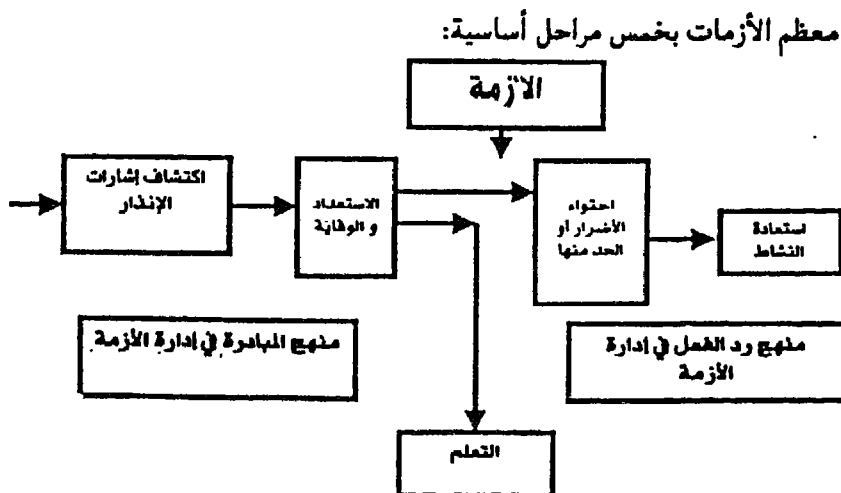 معظم الأزمات بخمس مراحل أساسية:
الأزمة
اكتشاف إشارات
الإنذار
الاستعداد
و الوقاية
احتواء
الأضرار أو
الحد منها
استعادة
النشاط
منهج المبادرة في إدارة الأزمة
منهج رد الفعل في إدارة
الأزمة
التعلم